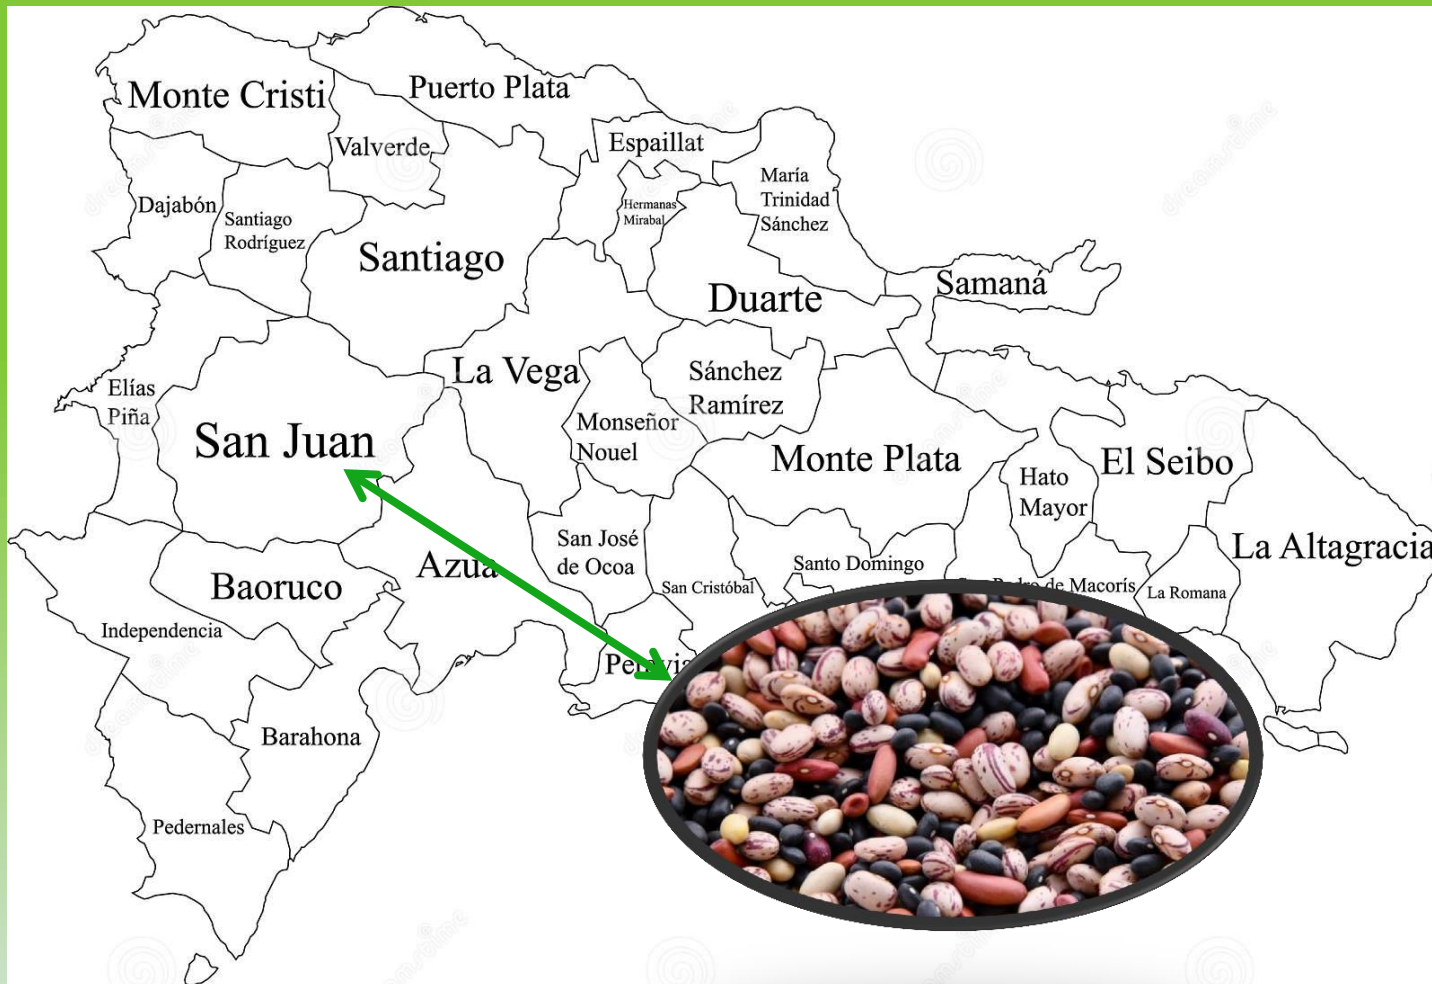 Monte Cristi
Puerto Plata
Valverde
Espaillat
María
Trinidad
Sánchez
Dajabón
Santiago
Rodríguez
Hermanas
Mirabal
Santiago
Samaná
Duarte
La Vega
Sánchez
Ramírez
Elías
Piña
San Juan
Monseñor
Nouel
Monte Plata
El Seibo
Hato
Mayor
San José
de Ocoa
Azua
La Altagracia
Santo Domingo
Baoruco
San Cristóbal
de Macorís
La Romana
Independencia
Peravia
Barahona
Pedernales